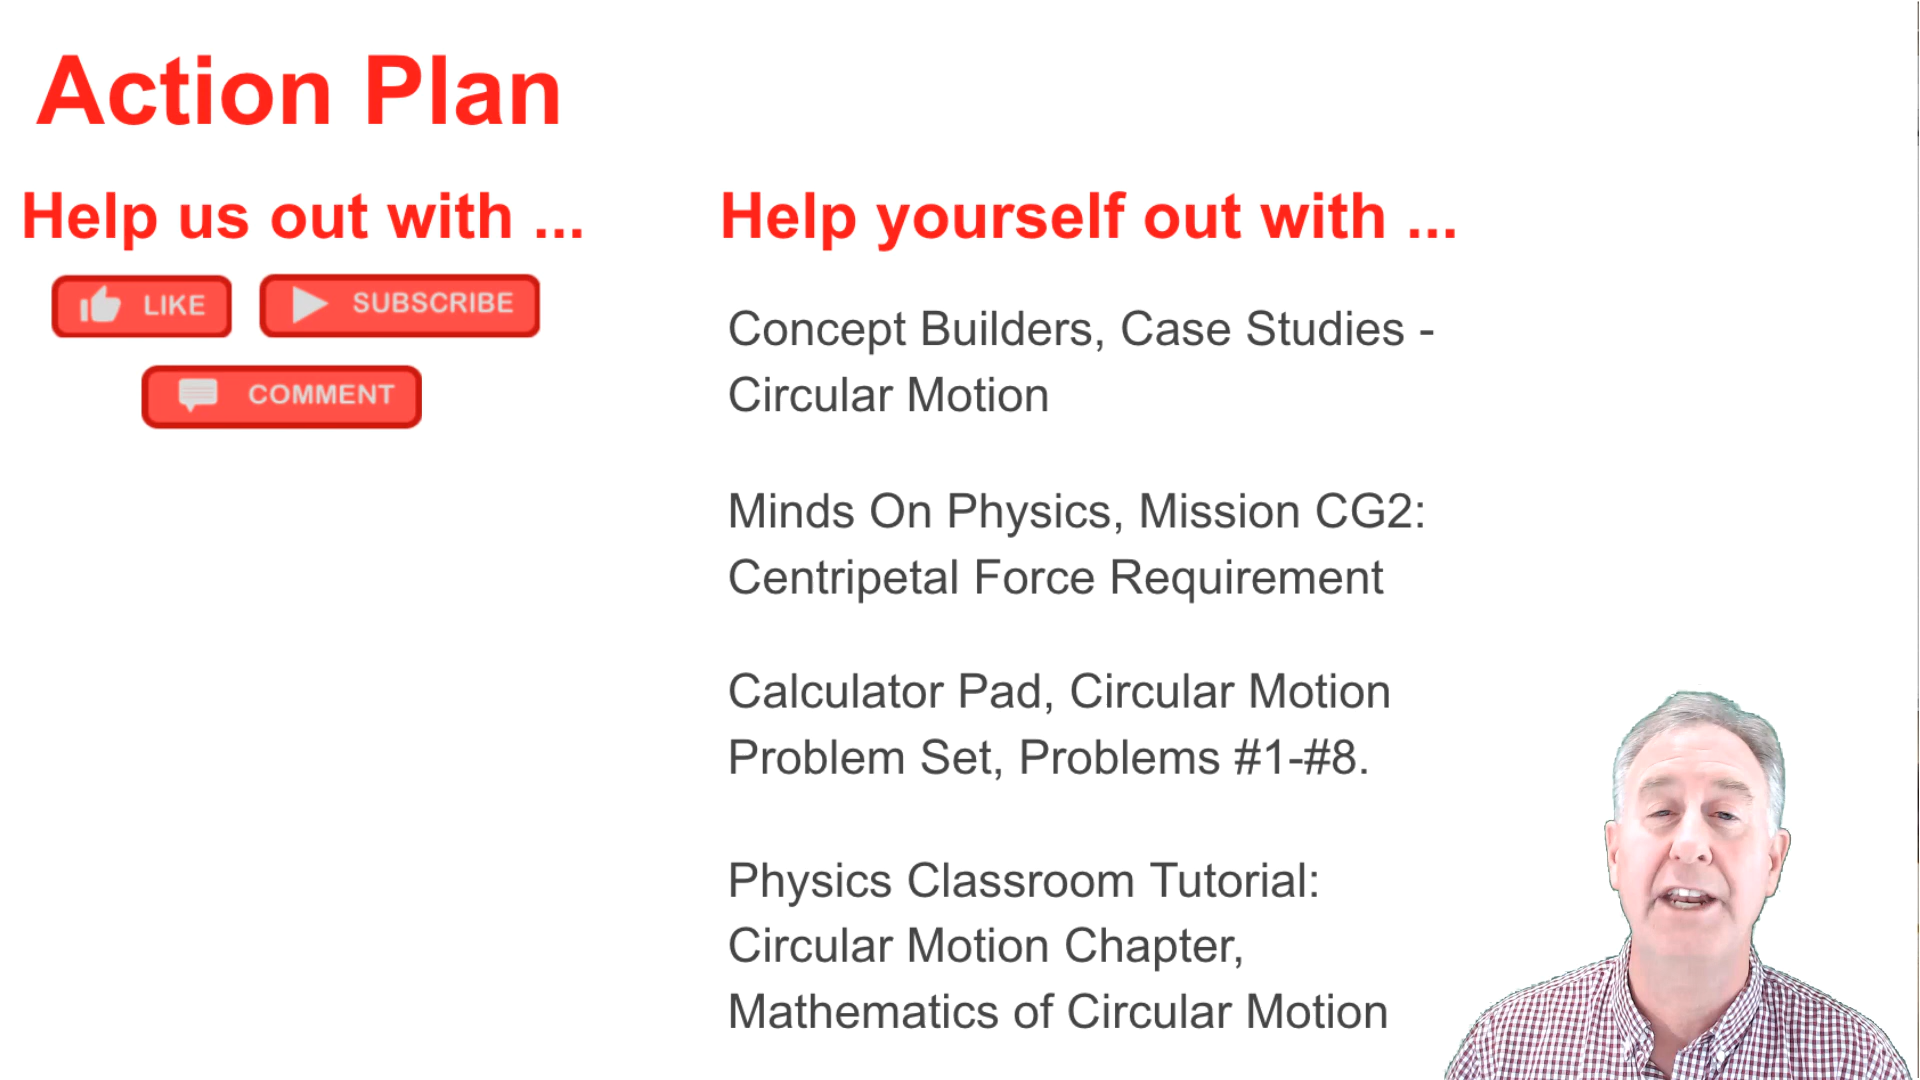 Action Plan
Help us out with ...
LIKE
SUBSCRIBE
COMMENT
Help yourself out with ...
Concept Builders, Case Studies -
Circular Motion
Minds On Physics, Mission CG2:
Centripetal Force Requirement
Calculator Pad, Circular Motion
Problem Set, Problems #1-#8.
Physics Classroom Tutorial:
Circular Motion Chapter,
Mathematics of Circular Motion